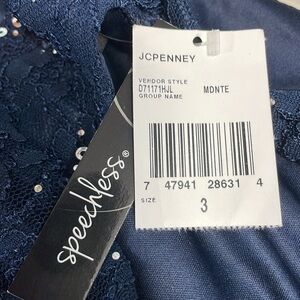 JCPENNEY
VENDOR STYLE
D71171HJL MDNTE
GROUP NAME
7 47941 28631 4
SIZE
3
speechless®